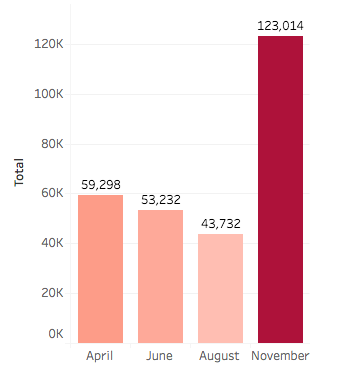 123,014
120K
100K
80K
Total
59,298
60K
53,232
43,732
40K
20K
0K
April
June
August
November